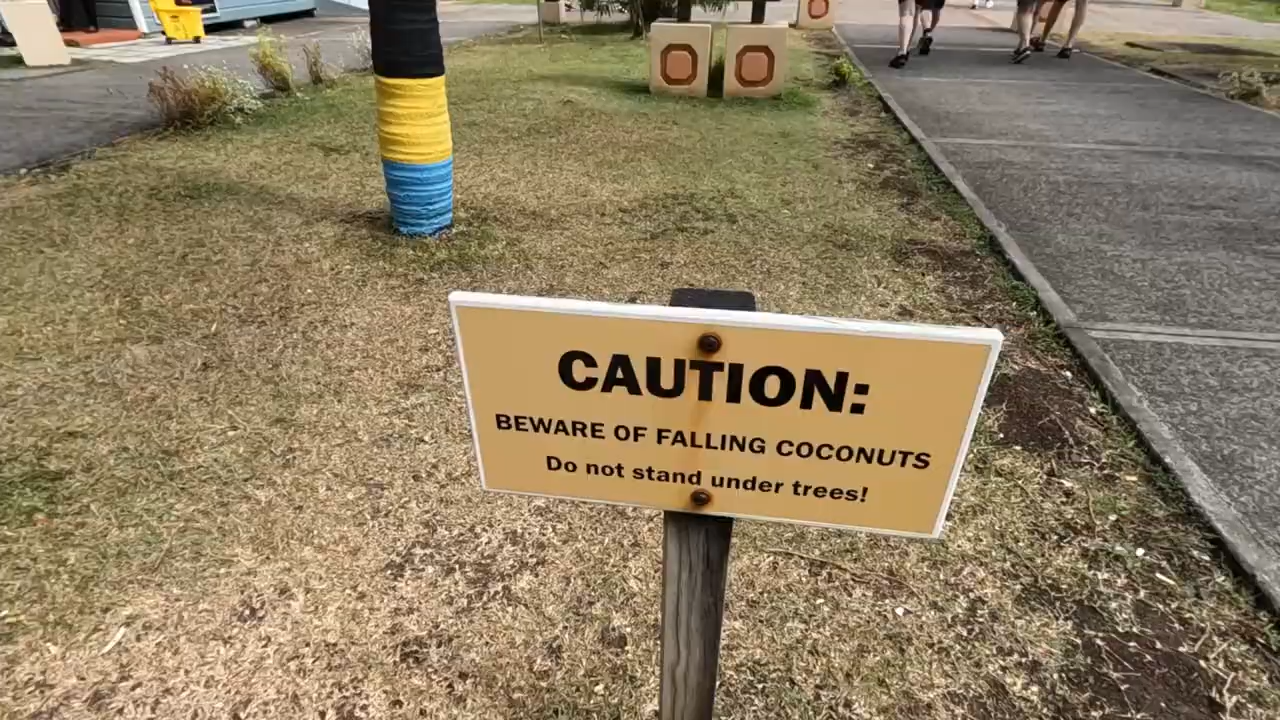 CAUTION:
BEWARE OF FALLING COCONUTS
Do not stand under trees!